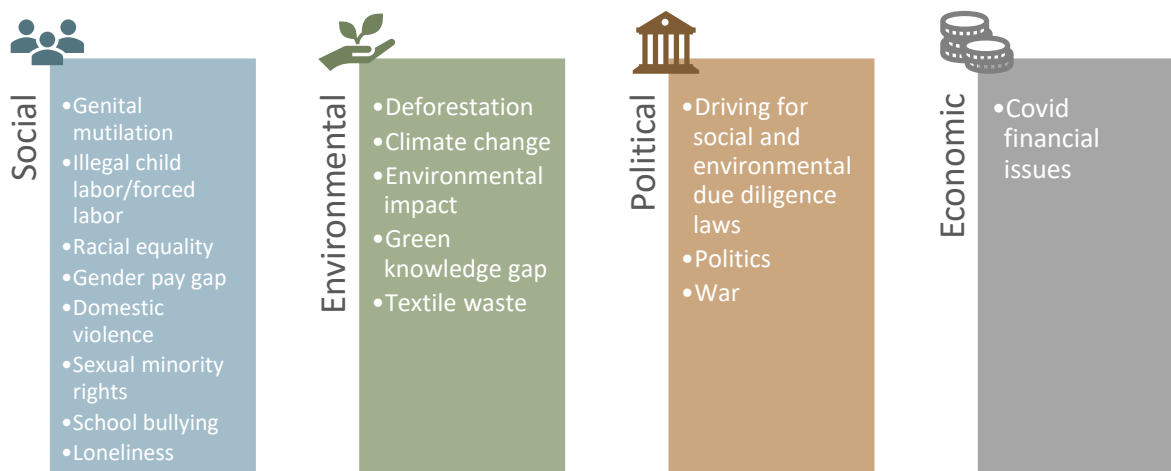 Social
•Genital
mutilation
•Illegal child
labor/forced
labor
•Racial equality
•Gender pay gap
•Domestic
violence
•Sexual minority
rights
•School bullying
•Loneliness
Environmental
•Deforestation
•Climate change
•Environmental
impact
•Green
knowledge gap
•Textile waste
Political
•Driving for
social and
environmental
due diligence
laws
•Politics
•War
Economic
•Covid
financial
issues